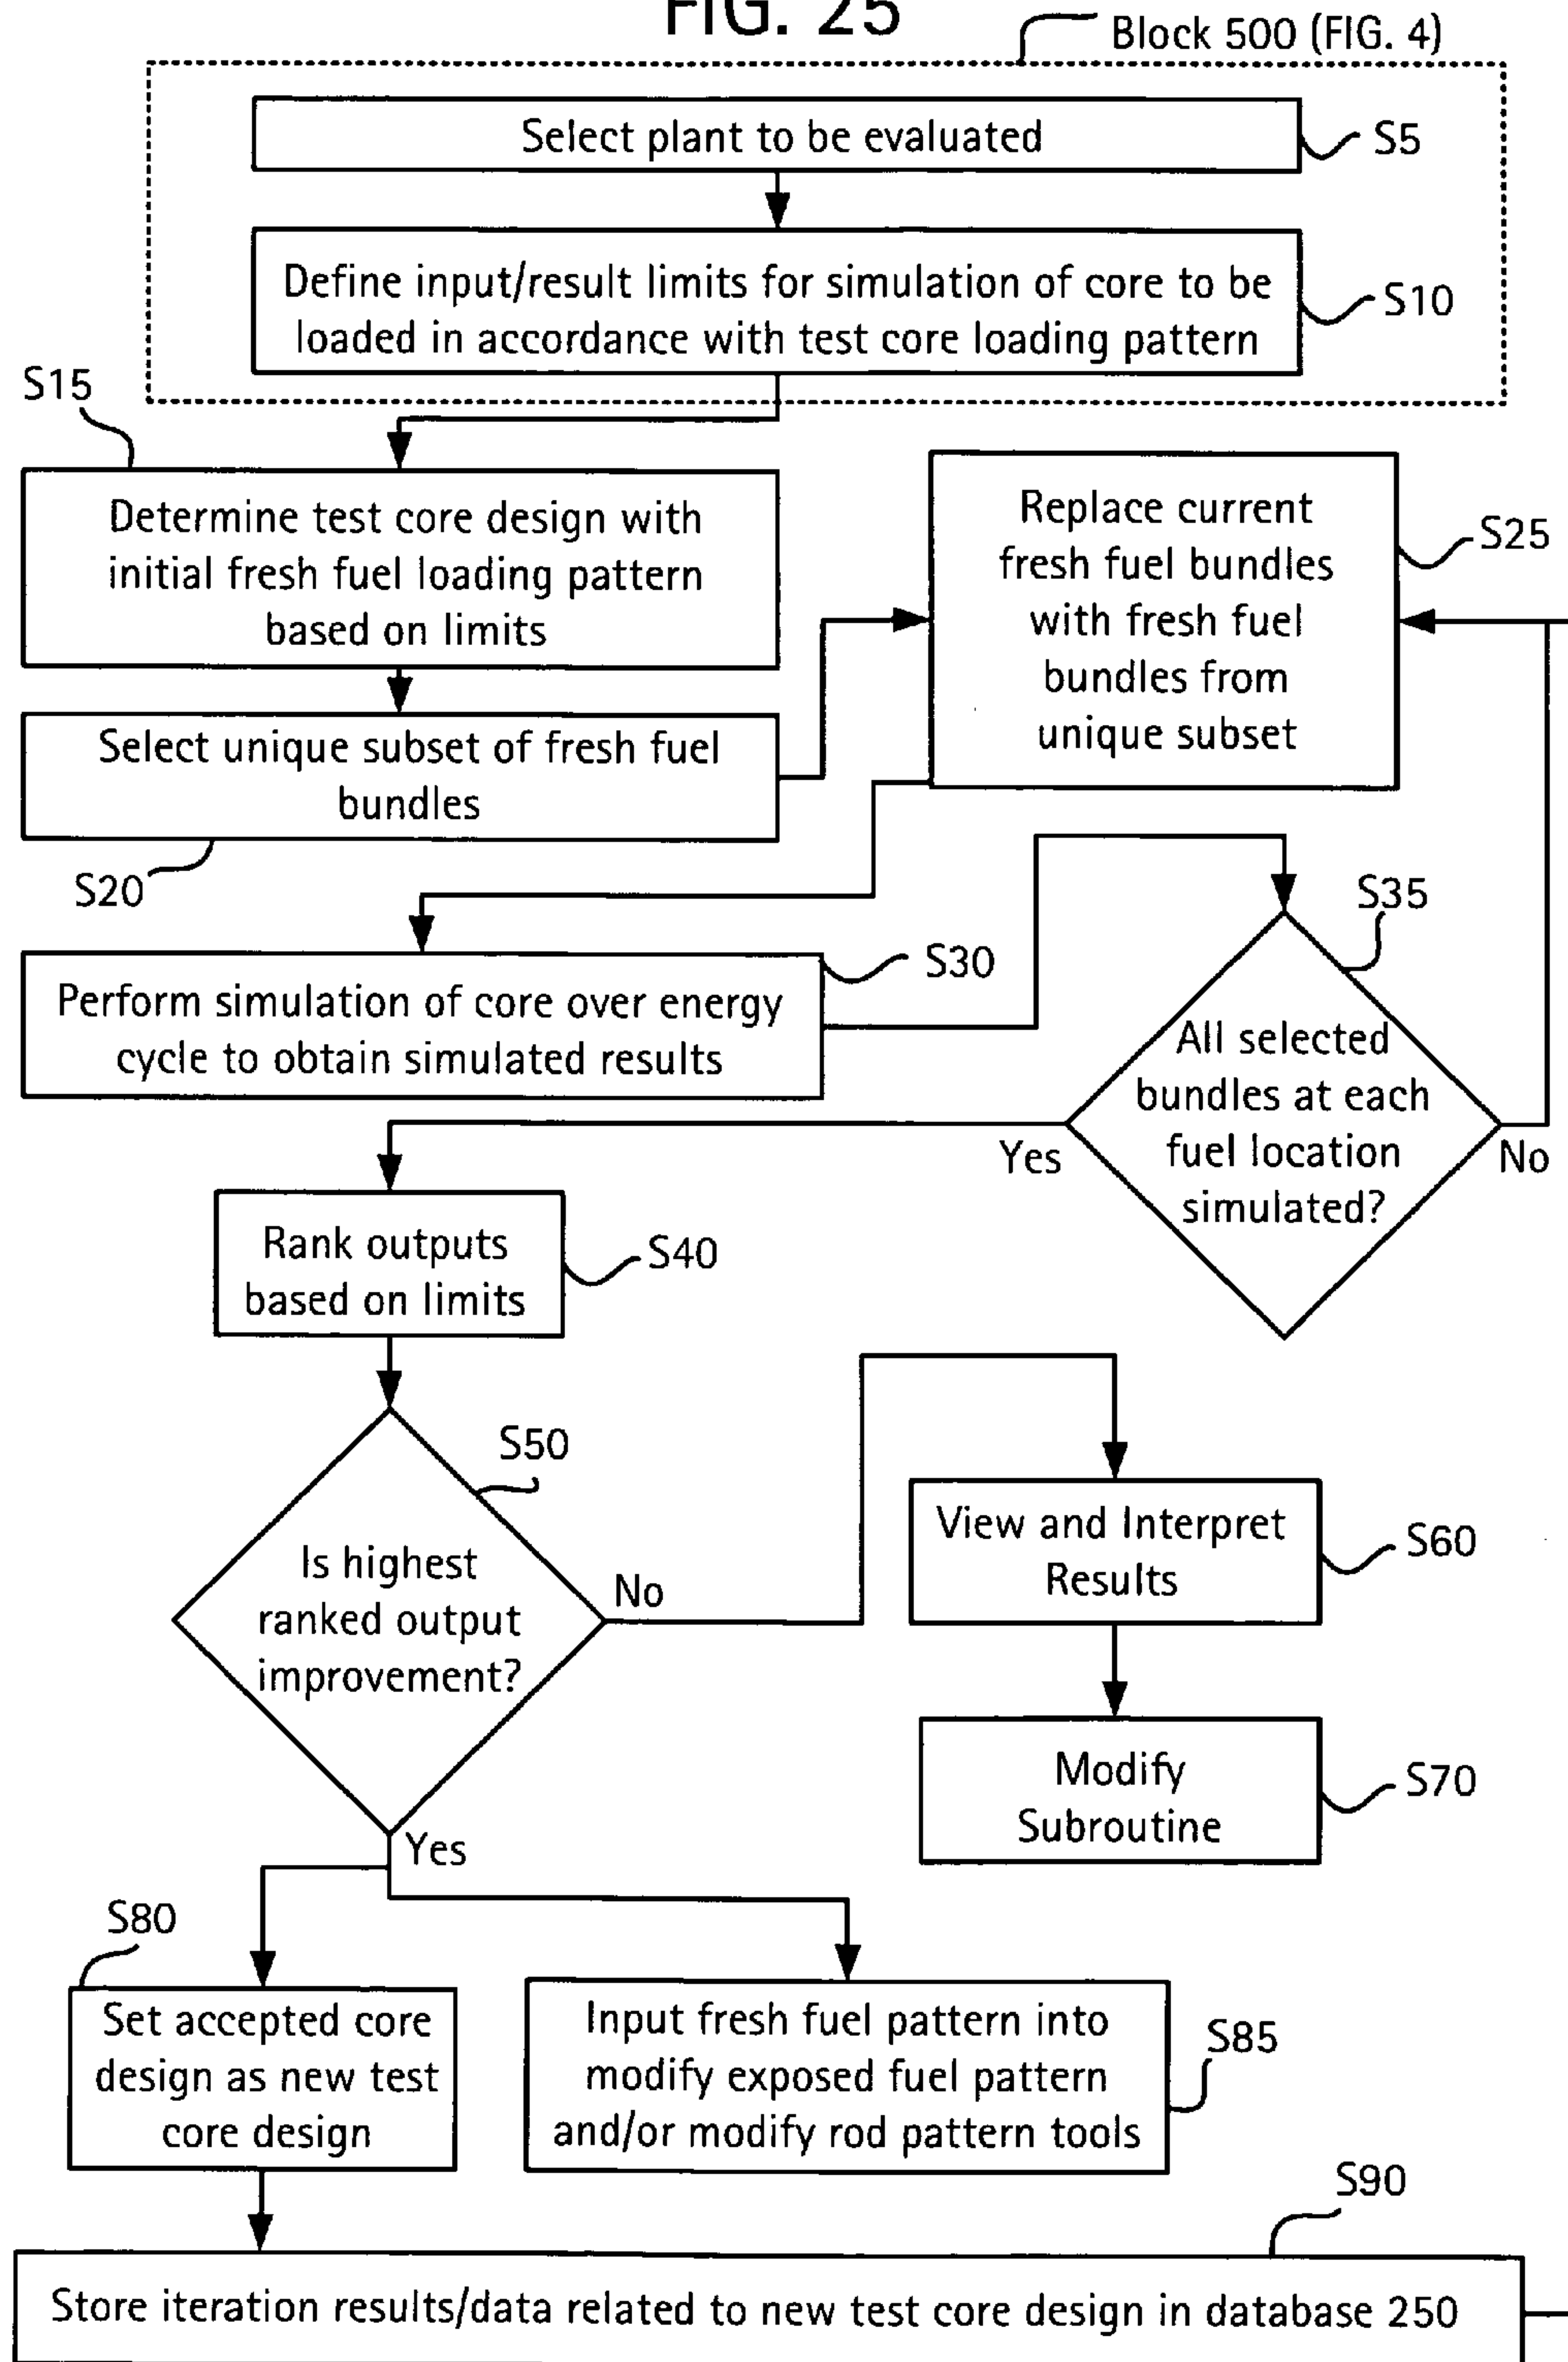 FIG. 25
Block 500 (FIG. 4)
Select plant to be evaluated
S5
Define input/result limits for simulation of core to be
loaded in accordance with test core loading pattern
S10
S15
Determine test core design with
initial fresh fuel loading pattern
based on limits
Replace current
fresh fuel bundles
with fresh fuel
bundles from
unique subset
S25
Select unique subset of fresh fuel
bundles
S20
S30
Perform simulation of core over energy
cycle to obtain simulated results
S35
All selected
bundles at each
fuel location
simulated?
Yes
No
Rank outputs
based on limits
S40
S50
Is highest
ranked output
improvement?
No
View and Interpret
Results
S60
Modify
Subroutine
S70
Yes
S80
Set accepted core
design as new test
core design
Input fresh fuel pattern into
modify exposed fuel pattern
and/or modify rod pattern tools
S85
S90
Store iteration results/data related to new test core design in database 250